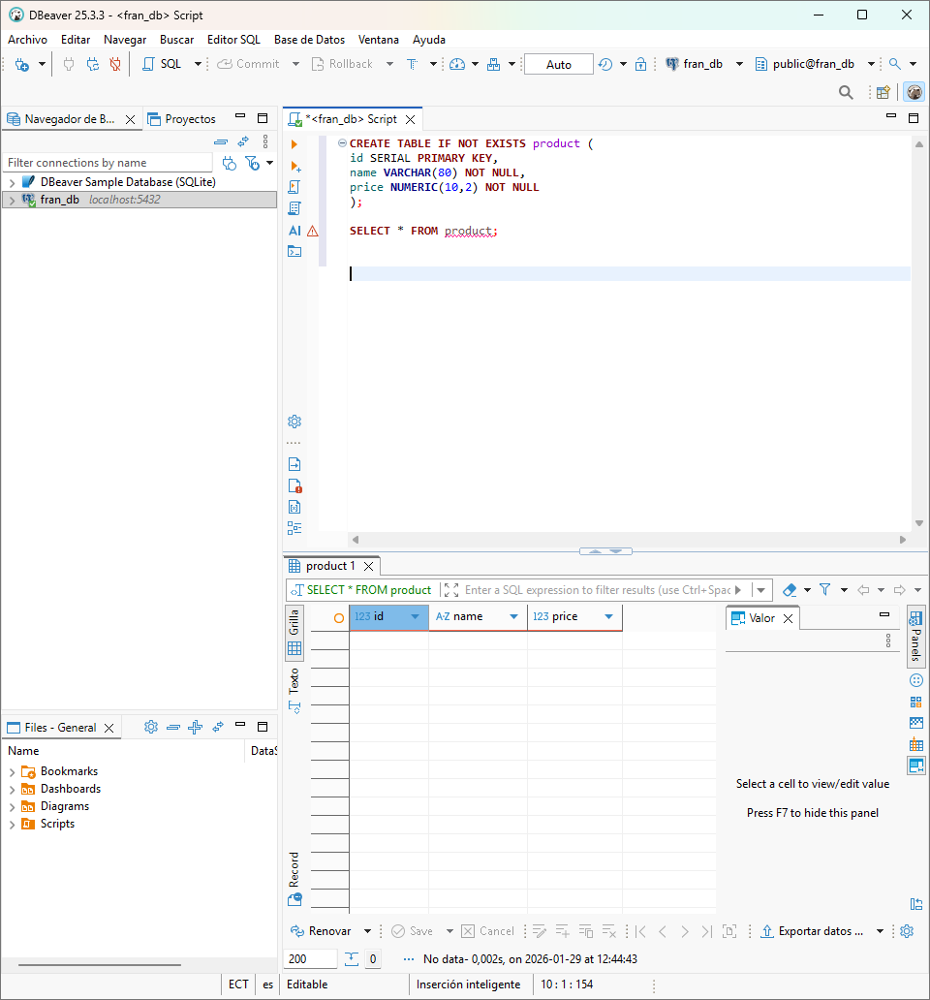 DBeaver 25.3.3 - <fran_db> Script
Archivo Editar Navegar Buscar Editor SQL Base de Datos Ventana Ayuda
SQL Commit Rollback T Auto fran_db public@fran_db
Navegador de B... Proyectos
Filter connections by name
DBeaver Sample Database (SQLite)
fran_db localhost:5432
*<fran_db> Script
AI
CREATE TABLE IF NOT EXISTS product (
id SERIAL PRIMARY KEY,
name VARCHAR(80) NOT NULL,
price NUMERIC(10,2) NOT NULL
);
SELECT * FROM product;
Files - General
Name DataS
Bookmarks
Dashboards
Diagrams
Scripts
product 1
SELECT * FROM product Enter a SQL expression to filter results (use Ctrl+Spac
Grilla
Texto
Record
123 id A-Z name 123 price
Valor
Panels
Select a cell to view/edit value
Press F7 to hide this panel
Renovar Save Cancel Exportar datos ...
200 0 ... No data- 0,002s, on 2026-01-29 at 12:44:43
ECT es Editable Inserción inteligente 10 : 1 : 154